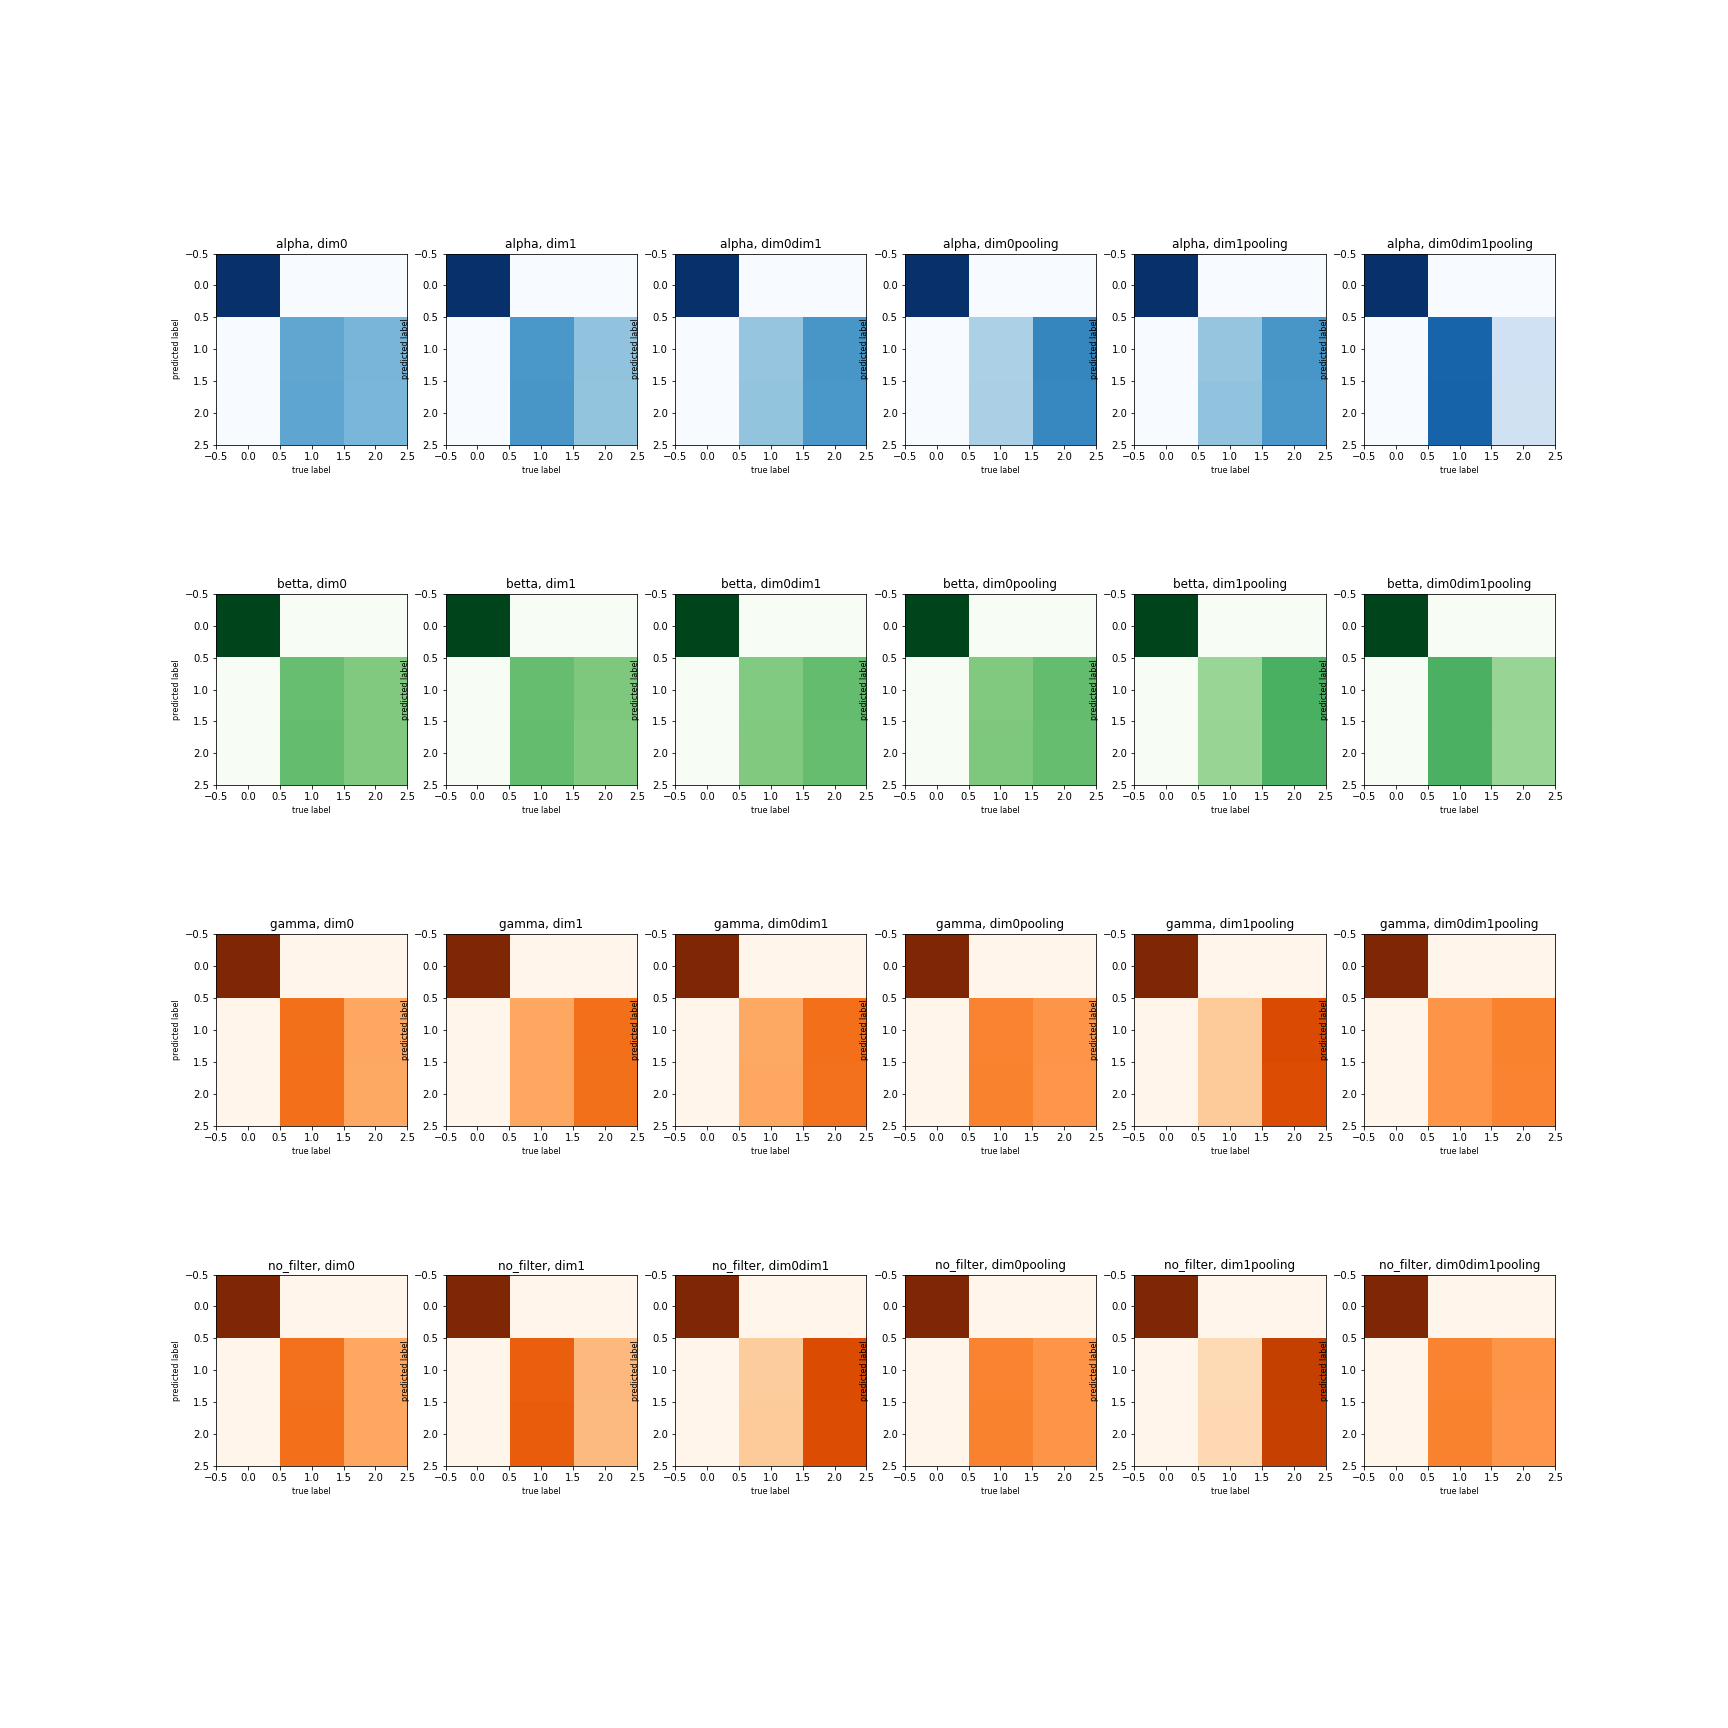 alpha, dim0 alpha, dim1 alpha, dim0dim1 alpha, dim0pooling alpha, dim1pooling alpha, dim0dim1pooling
−0.5 −0.5 −0.5 −0.5 −0.5 −0.5
0.0 0.0 0.0 0.0 0.0 0.0
0.5 0.5 0.5 0.5 0.5 0.5
predicted label predicted label predicted label predicted label predicted label predicted label
1.0 1.0 1.0 1.0 1.0 1.0
1.5 1.5 1.5 1.5 1.5 1.5
2.0 2.0 2.0 2.0 2.0 2.0
2.5 2.5 2.5 2.5 2.5 2.5
−0.5 0.0 0.5 1.0 1.5 2.0 2.5 −0.5 0.0 0.5 1.0 1.5 2.0 2.5 −0.5 0.0 0.5 1.0 1.5 2.0 2.5 −0.5 0.0 0.5 1.0 1.5 2.0 2.5 −0.5 0.0 0.5 1.0 1.5 2.0 2.5 −0.5 0.0 0.5 1.0 1.5 2.0 2.5
true label true label true label true label true label true label
betta, dim0 betta, dim1 betta, dim0dim1 betta, dim0pooling betta, dim1pooling betta, dim0dim1pooling
−0.5 −0.5 −0.5 −0.5 −0.5 −0.5
0.0 0.0 0.0 0.0 0.0 0.0
0.5 0.5 0.5 0.5 0.5 0.5
predicted label predicted label predicted label predicted label predicted label predicted label
1.0 1.0 1.0 1.0 1.0 1.0
1.5 1.5 1.5 1.5 1.5 1.5
2.0 2.0 2.0 2.0 2.0 2.0
2.5 2.5 2.5 2.5 2.5 2.5
−0.5 0.0 0.5 1.0 1.5 2.0 2.5 −0.5 0.0 0.5 1.0 1.5 2.0 2.5 −0.5 0.0 0.5 1.0 1.5 2.0 2.5 −0.5 0.0 0.5 1.0 1.5 2.0 2.5 −0.5 0.0 0.5 1.0 1.5 2.0 2.5 −0.5 0.0 0.5 1.0 1.5 2.0 2.5
true label true label true label true label true label true label
gamma, dim0 gamma, dim1 gamma, dim0dim1 gamma, dim0pooling gamma, dim1pooling gamma, dim0dim1pooling
−0.5 −0.5 −0.5 −0.5 −0.5 −0.5
0.0 0.0 0.0 0.0 0.0 0.0
0.5 0.5 0.5 0.5 0.5 0.5
predicted label predicted label predicted label predicted label predicted label predicted label
1.0 1.0 1.0 1.0 1.0 1.0
1.5 1.5 1.5 1.5 1.5 1.5
2.0 2.0 2.0 2.0 2.0 2.0
2.5 2.5 2.5 2.5 2.5 2.5
−0.5 0.0 0.5 1.0 1.5 2.0 2.5 −0.5 0.0 0.5 1.0 1.5 2.0 2.5 −0.5 0.0 0.5 1.0 1.5 2.0 2.5 −0.5 0.0 0.5 1.0 1.5 2.0 2.5 −0.5 0.0 0.5 1.0 1.5 2.0 2.5 −0.5 0.0 0.5 1.0 1.5 2.0 2.5
true label true label true label true label true label true label
no_filter, dim0 no_filter, dim1 no_filter, dim0dim1 no_filter, dim0pooling no_filter, dim1pooling no_filter, dim0dim1pooling
−0.5 −0.5 −0.5 −0.5 −0.5 −0.5
0.0 0.0 0.0 0.0 0.0 0.0
0.5 0.5 0.5 0.5 0.5 0.5
predicted label predicted label predicted label predicted label predicted label predicted label
1.0 1.0 1.0 1.0 1.0 1.0
1.5 1.5 1.5 1.5 1.5 1.5
2.0 2.0 2.0 2.0 2.0 2.0
2.5 2.5 2.5 2.5 2.5 2.5
−0.5 0.0 0.5 1.0 1.5 2.0 2.5 −0.5 0.0 0.5 1.0 1.5 2.0 2.5 −0.5 0.0 0.5 1.0 1.5 2.0 2.5 −0.5 0.0 0.5 1.0 1.5 2.0 2.5 −0.5 0.0 0.5 1.0 1.5 2.0 2.5 −0.5 0.0 0.5 1.0 1.5 2.0 2.5
true label true label true label true label true label true label